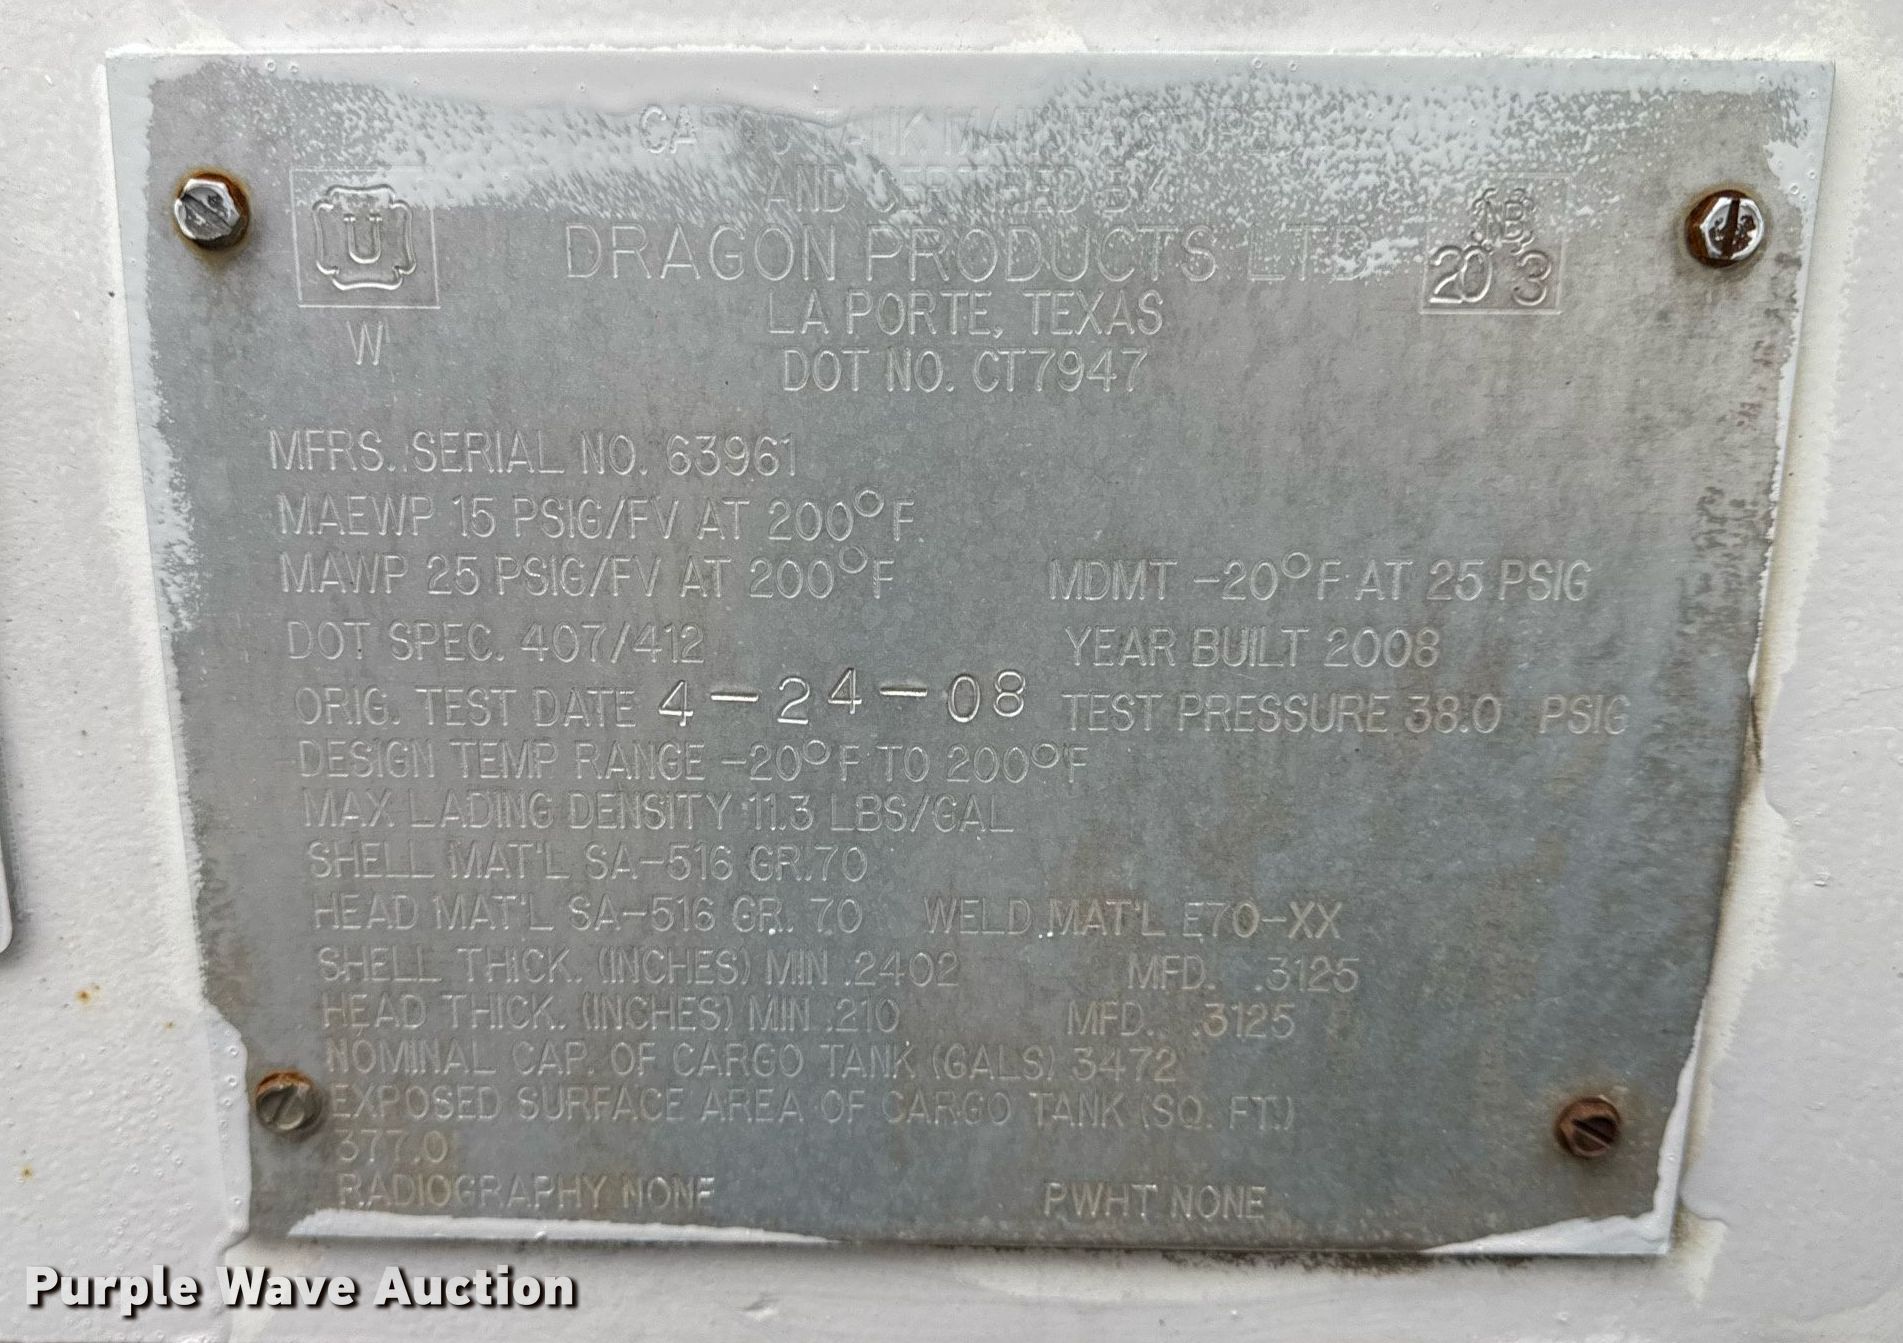 CARGO TANK MANUFACTURED
AND CERTIFIED BY
DRAGON PRODUCTS LTD
LA PORTE, TEXAS
DOT NO. CT7947
U
W
NB
MFRS. SERIAL NO. 63961
MAEWP 15 PSIG/FV AT 200°F.
MAWP 25 PSIG/FV AT 200°F MDMT -20°F AT 25 PSIG
DOT SPEC. 407/412 YEAR BUILT 2008
ORIG. TEST DATE 4-24-08 TEST PRESSURE 38.0 PSIG
DESIGN TEMP RANGE -20°F TO 200°F
MAX LADING DENSITY 11.3 LBS/GAL
SHELL MAT'L SA-516 GR.70
HEAD MAT'L SA-516 GR. 70 WELD MAT'L E70-XX
SHELL THICK. (INCHES) MIN .2402 MFD. .3125
HEAD THICK. (INCHES) MIN .210 MFD. .3125
NOMINAL CAP. OF CARGO TANK (GALS) 3472
EXPOSED SURFACE AREA OF CARGO TANK (SQ. FT.)
377.0
RADIOGRAPHY NONE PWHT NONE
Purple Wave Auction